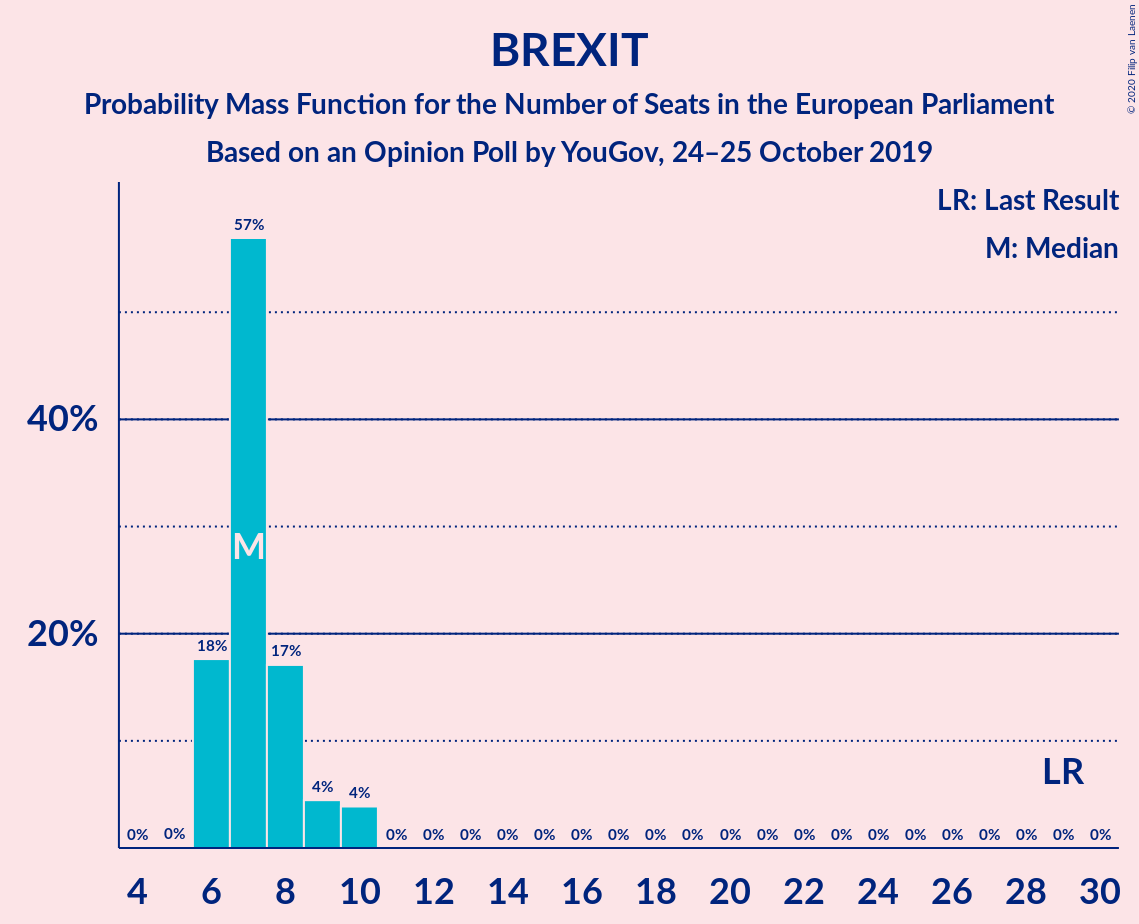 BREXIT
Probability Mass Function for the Number of Seats in the European Parliament
Based on an Opinion Poll by YouGov, 24–25 October 2019
© 2020 Filip van Laenen
LR: Last Result
M: Median
57%
40%
M
20%
18%
17%
LR
4%
4%
0% 0% 0% 0% 0% 0% 0% 0% 0% 0% 0% 0% 0% 0% 0% 0% 0% 0% 0% 0% 0% 0%
4 6 8 10 12 14 16 18 20 22 24 26 28 30